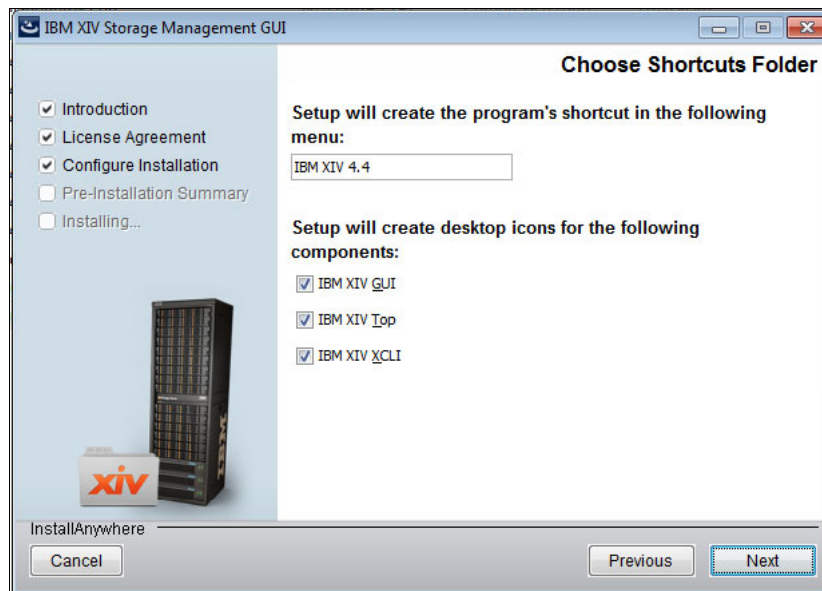 IBM XIV Storage Management GUI
Choose Shortcuts Folder
Introduction
License Agreement
Configure Installation
Pre-Installation Summary
Installing...
Setup will create the program's shortcut in the following
menu:
IBM XIV 4.4
Setup will create desktop icons for the following
components:
IBM XIV GUI
IBM XIV Top
IBM XIV XCLI
IBM
xiv
InstallAnywhere
Cancel
Previous
Next